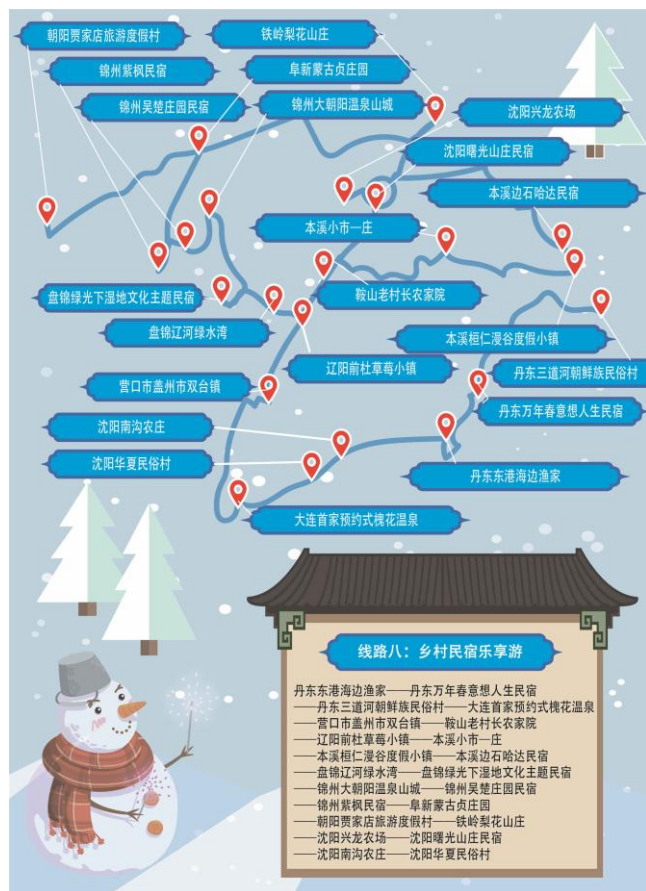 朝阳贾家店旅游度假村
铁岭梨花山庄
锦州紫枫民宿
阜新蒙古贞庄园
锦州吴楚庄园民宿
锦州大朝阳温泉山城
沈阳兴龙农场
沈阳曙光山庄民宿
本溪边石哈达民宿
本溪小市一庄
盘锦绿光下湿地文化主题民宿
鞍山老村长农家院
盘锦辽河绿水湾
本溪桓仁漫谷度假小镇
辽阳前杜草莓小镇
丹东三道河朝鲜族民俗村
营口市盖州市双台镇
丹东万年春意想人生民宿
沈阳南沟农庄
沈阳华夏民俗村
丹东东港海边渔家
大连首家预约式槐花温泉
线路八：乡村民宿乐享游
丹东东港海边渔家——丹东万年春意想人生民宿
——丹东三道河朝鲜族民俗村——大连首家预约式槐花温泉
——营口市盖州市双台镇——鞍山老村长农家院
——辽阳前杜草莓小镇——本溪小市一庄
——本溪桓仁漫谷度假小镇——本溪边石哈达民宿
——盘锦辽河绿水湾——盘锦绿光下湿地文化主题民宿
——锦州大朝阳温泉山城——锦州吴楚庄园民宿
——锦州紫枫民宿——阜新蒙古贞庄园
——朝阳贾家店旅游度假村——铁岭梨花山庄
——沈阳兴龙农场——沈阳曙光山庄民宿
——沈阳南沟农庄——沈阳华夏民俗村